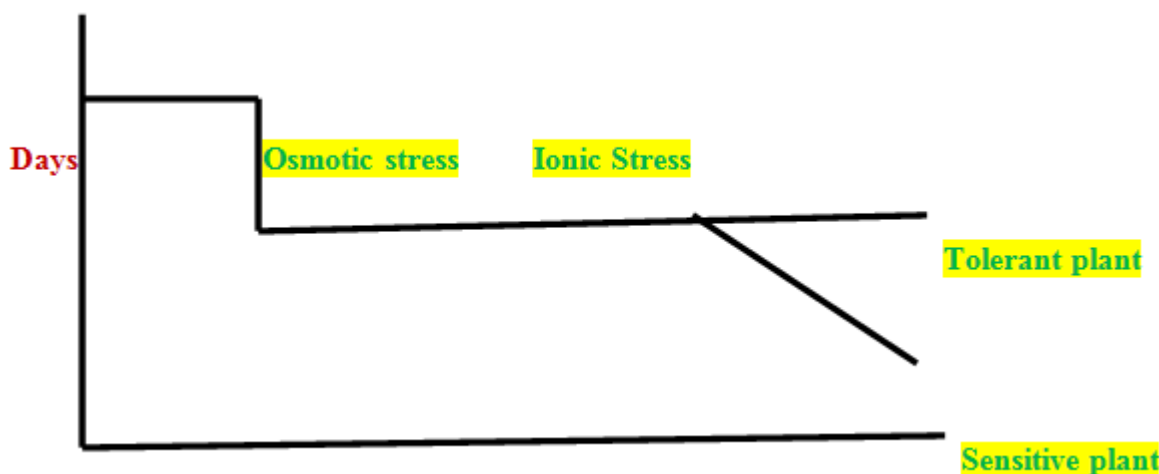 Days
Osmotic stress
Ionic Stress
Tolerant plant
Sensitive plant